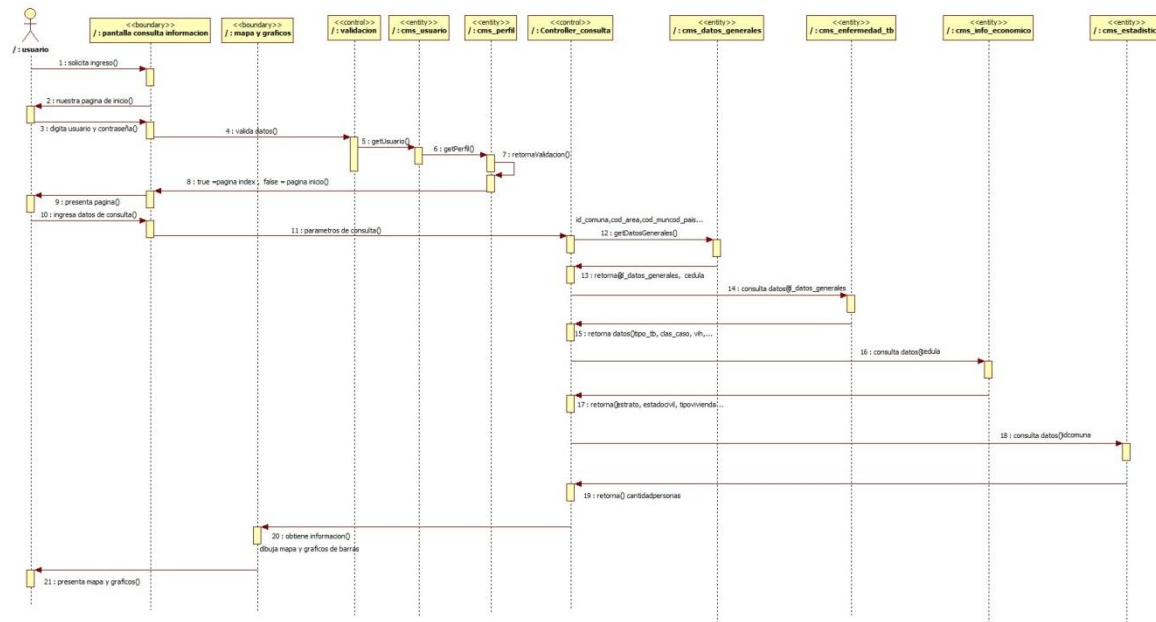 <<boundary>>
/ : pantalla consulta informacion
<<boundary>>
/ : mapa y graficos
<<control>>
/ : validacion
<<entity>>
/ : cms_usuario
<<entity>>
/ : cms_perfil
<<control>>
/ : Controller_consulta
<<entity>>
/ : cms_datos_generales
<<entity>>
/ : cms_enfermedad_tb
<<entity>>
/ : cms_info_economico
<<entity>>
/ : cms_estadistic
/ : usuario
1 : solicita ingreso()
2 : nuestra pagina de inicio()
3 : digita usuario y contraseña()
4 : valida datos()
5 : getUsuario()
6 : getPerfil()
7 : retornaValidacion()
8 : true =pagina index ; false = pagina inicio()
9 : presenta pagina()
10 : ingresa datos de consulta()
11 : parametros de consulta()
id_comuna,cod_area,cod_muncod_pais...
12 : getDatosGenerales()
13 : retorna() _datos_generales, cedula
14 : consulta datos() _datos_generales
15 : retorna datos()tipo_tb, clas_caso, vih,...
16 : consulta datos()
17 : retorna()estrato, estadocivil, tipovivienda...
18 : consulta datos()idcomuna
19 : retorna() cantidadpersonas
20 : obtiene informacion()
dibuja mapa y graficos de barras
21 : presenta mapa y graficos()